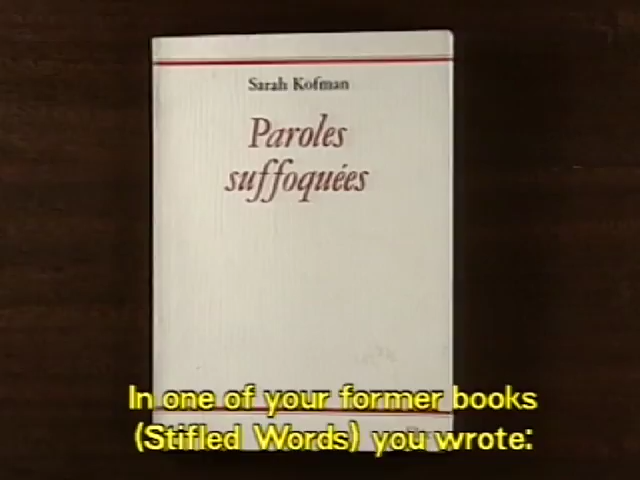 Sarah Kofman
Paroles
suffoquées
In one of your former books
(Stifled Words) you wrote: